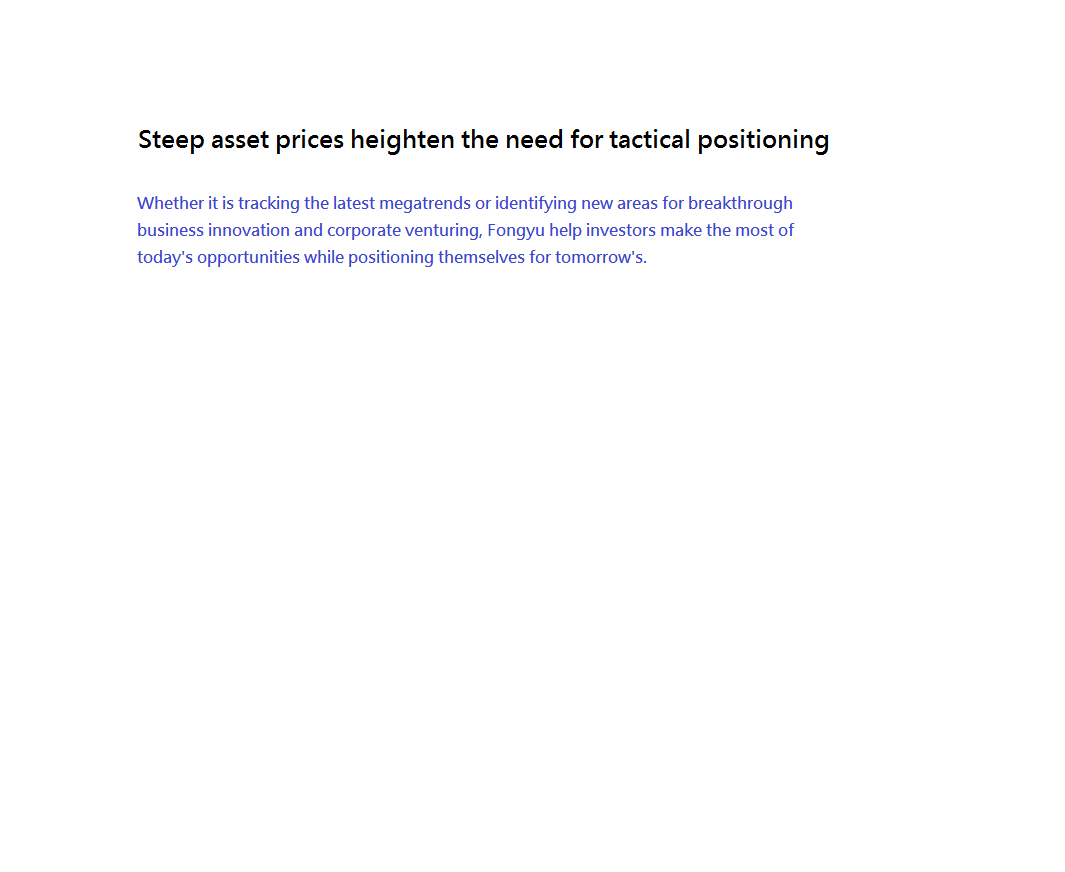 Steep asset prices heighten the need for tactical positioning
Whether it is tracking the latest megatrends or identifying new areas for breakthrough
business innovation and corporate venturing, Fongyu help investors make the most of
today's opportunities while positioning themselves for tomorrow's.